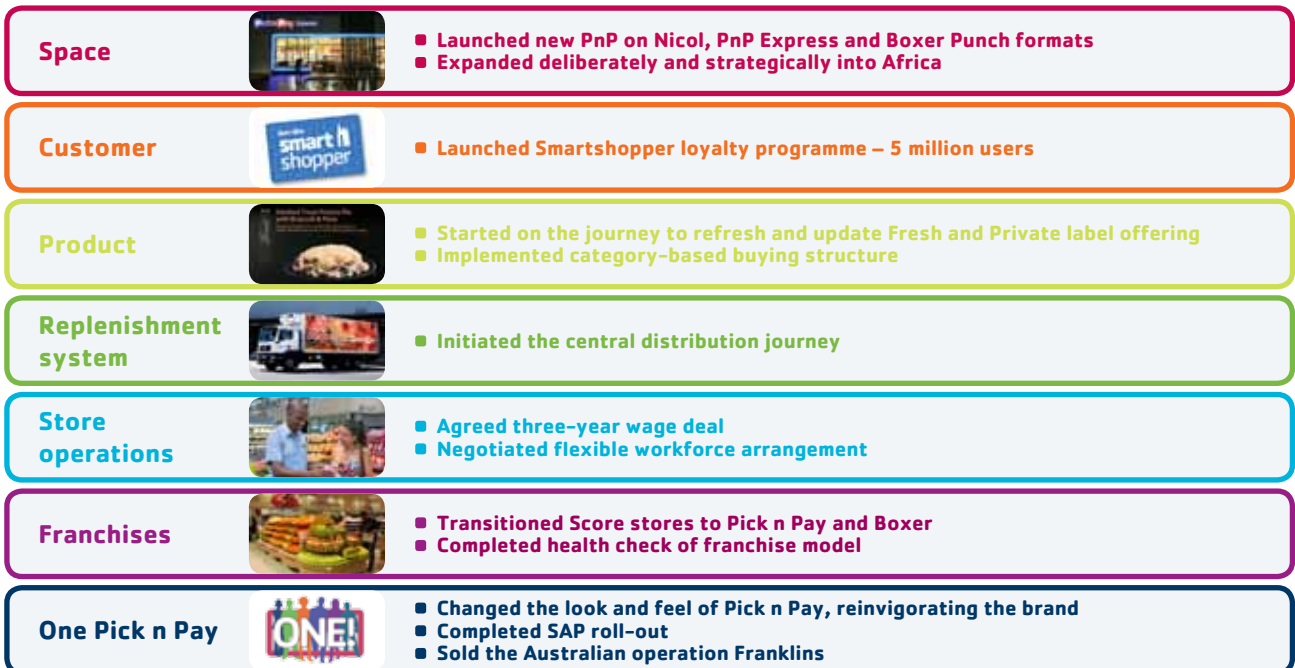 Space
Launched new PnP on Nicol, PnP Express and Boxer Punch formats
Expanded deliberately and strategically into Africa
Customer
smart
shopper
Launched Smartshopper loyalty programme – 5 million users
Product
Started on the journey to refresh and update Fresh and Private label offering
Implemented category-based buying structure
Replenishment
system
Initiated the central distribution journey
Store
operations
Agreed three-year wage deal
Negotiated flexible workforce arrangement
Franchises
Transitioned Score stores to Pick n Pay and Boxer
Completed health check of franchise model
One Pick n Pay
ONE!
Changed the look and feel of Pick n Pay, reinvigorating the brand
Completed SAP roll-out
Sold the Australian operation Franklins